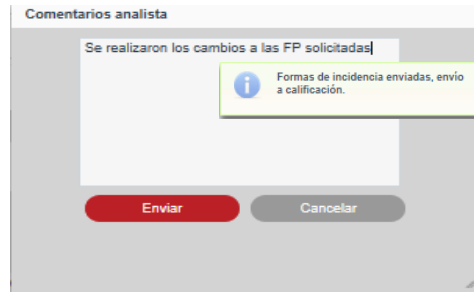 Comentarios analista
Se realizaron los cambios a las FP solicitadas
Formas de incidencia enviadas, envío
a calificación.
Enviar
Cancelar